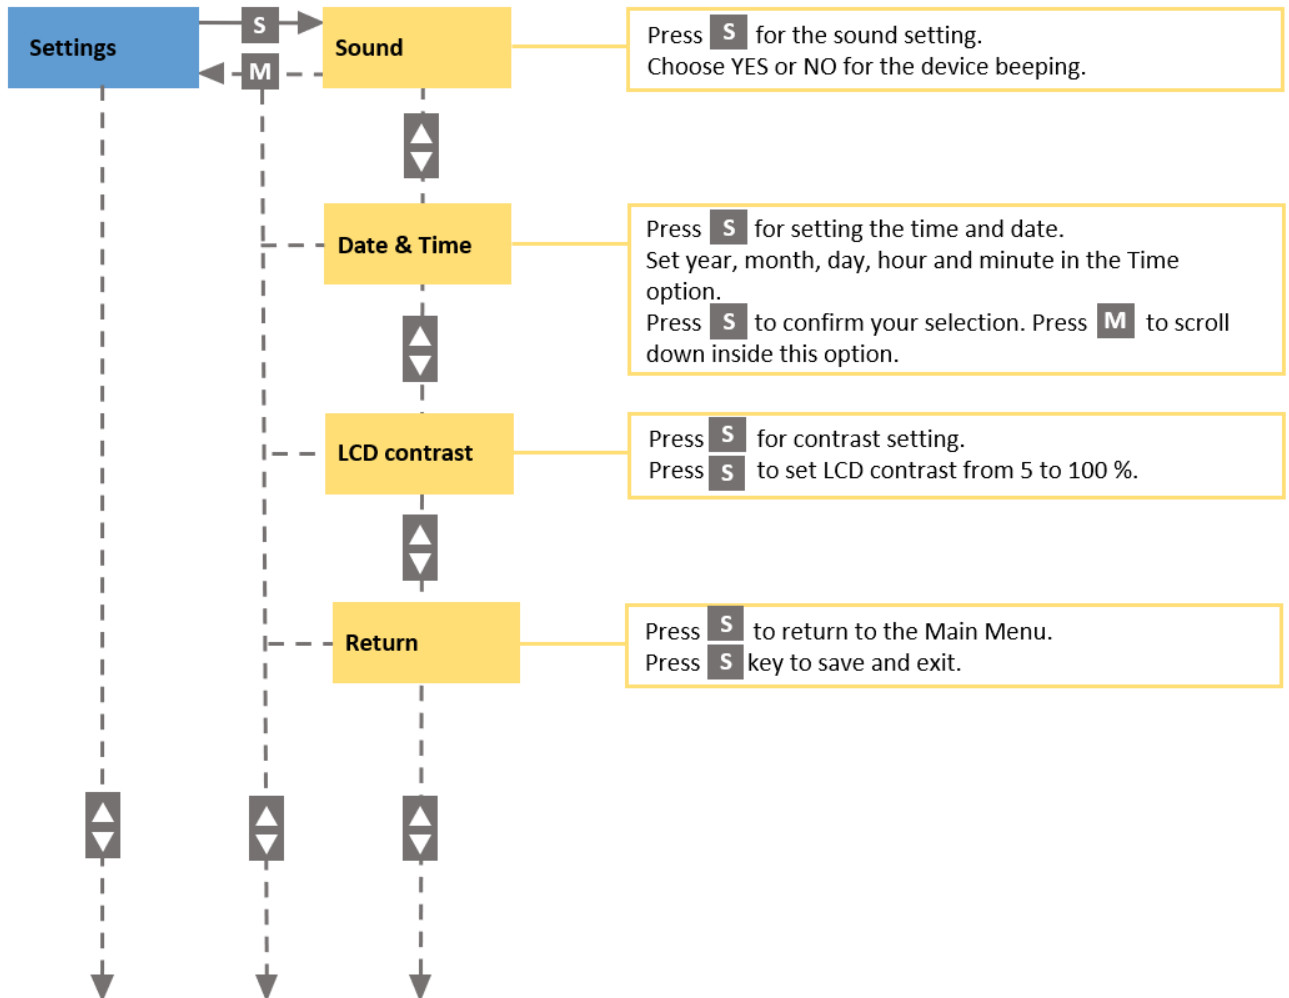 Settings
S
M
Sound
Press S for the sound setting.
Choose YES or NO for the device beeping.
Date & Time
Press S for setting the time and date.
Set year, month, day, hour and minute in the Time
option.
Press S to confirm your selection. Press M to scroll
down inside this option.
LCD contrast
Press S for contrast setting.
Press S to set LCD contrast from 5 to 100 %.
Return
Press S to return to the Main Menu.
Press S key to save and exit.